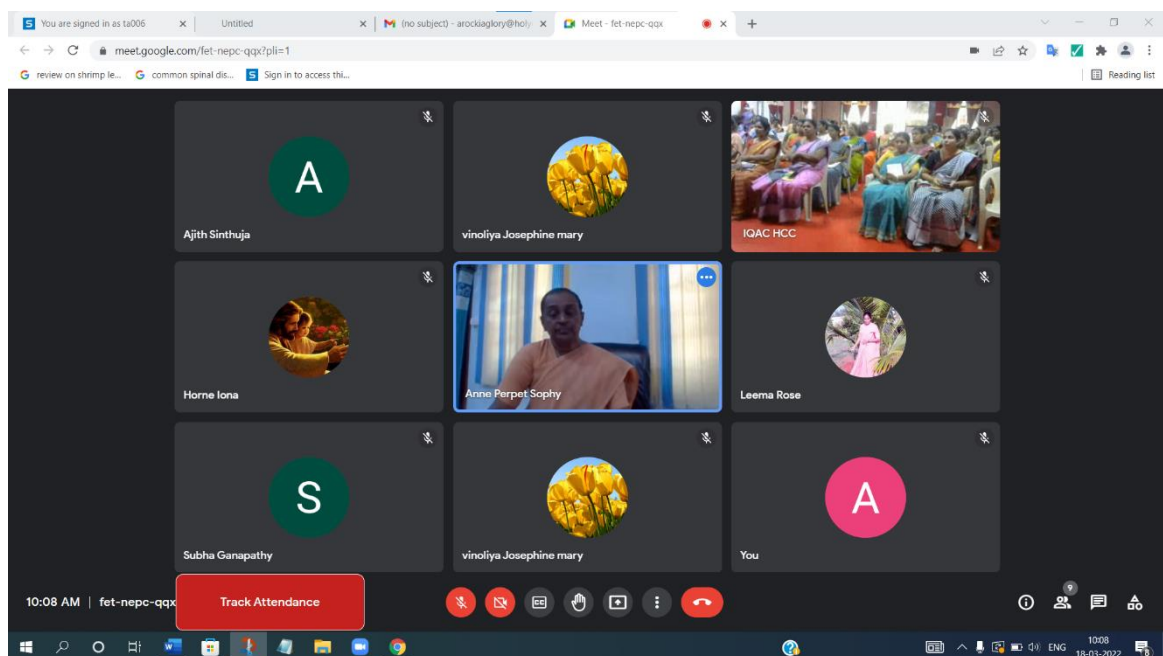 You are signed in as ta006
Untitled
(no subject) - arockiaglory@holy
Meet - fet-nepc-qqx
meet.google.com/fet-nepc-qqx?pli=1
review on shrimp le...
common spinal dis...
Sign in to access thi...
Reading list
A
Ajith Sinthuja
vinoliya Josephine mary
IQAC HCC
Horne Iona
Anne Perpet Sophy
Leema Rose
S
Subha Ganapathy
vinoliya Josephine mary
A
You
10:08 AM | fet-nepc-qqx
Track Attendance
9
ENG
10:08
18-03-2022